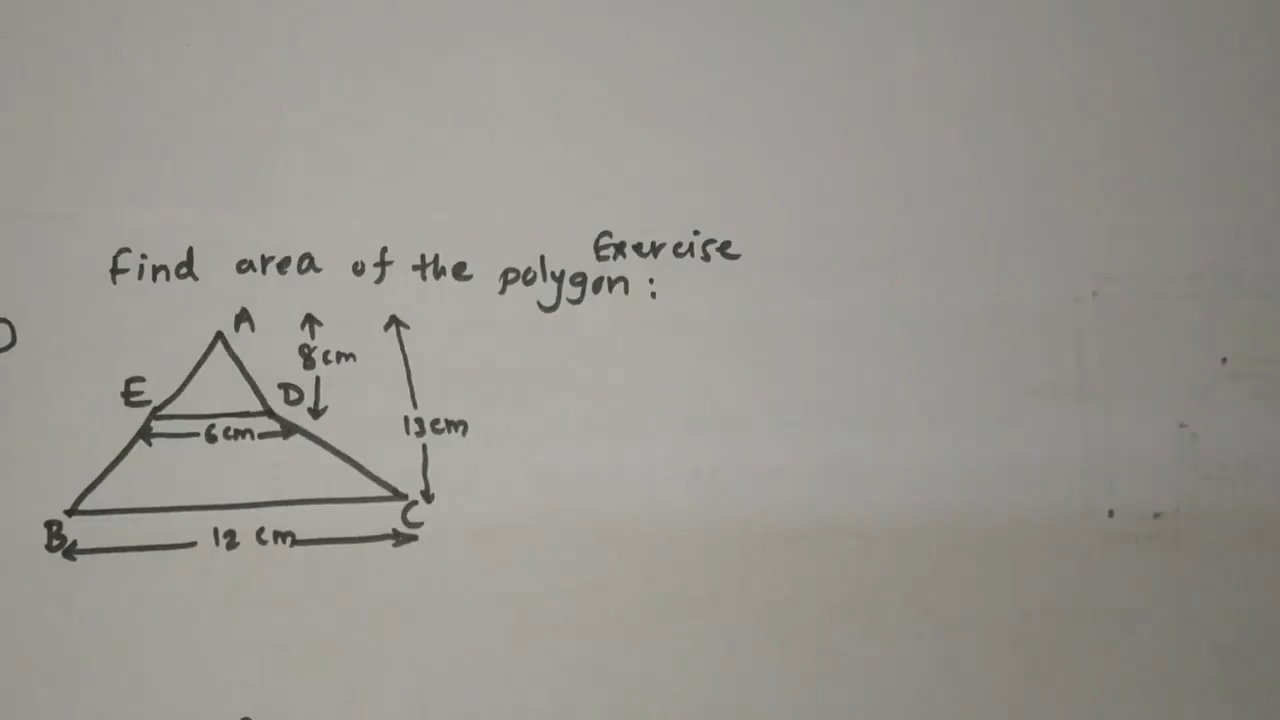 Exercise
Find area of the polygon:
A
8cm
E
D
6cm
13cm
B
C
12 cm